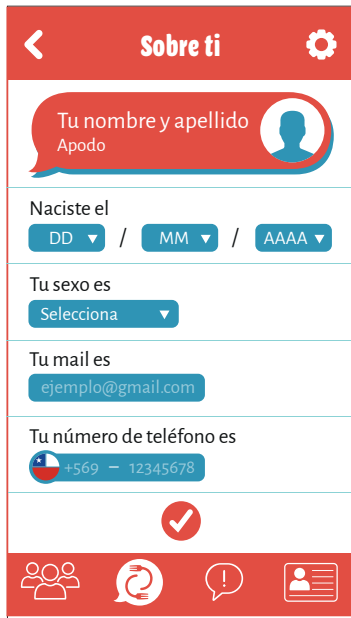 Sobre ti
Tu nombre y apellido
Apodo
Naciste el
DD / MM / AAAA
Tu sexo es
Selecciona
Tu mail es
ejemplo@gmail.com
Tu número de teléfono es
+569 – 12345678
!